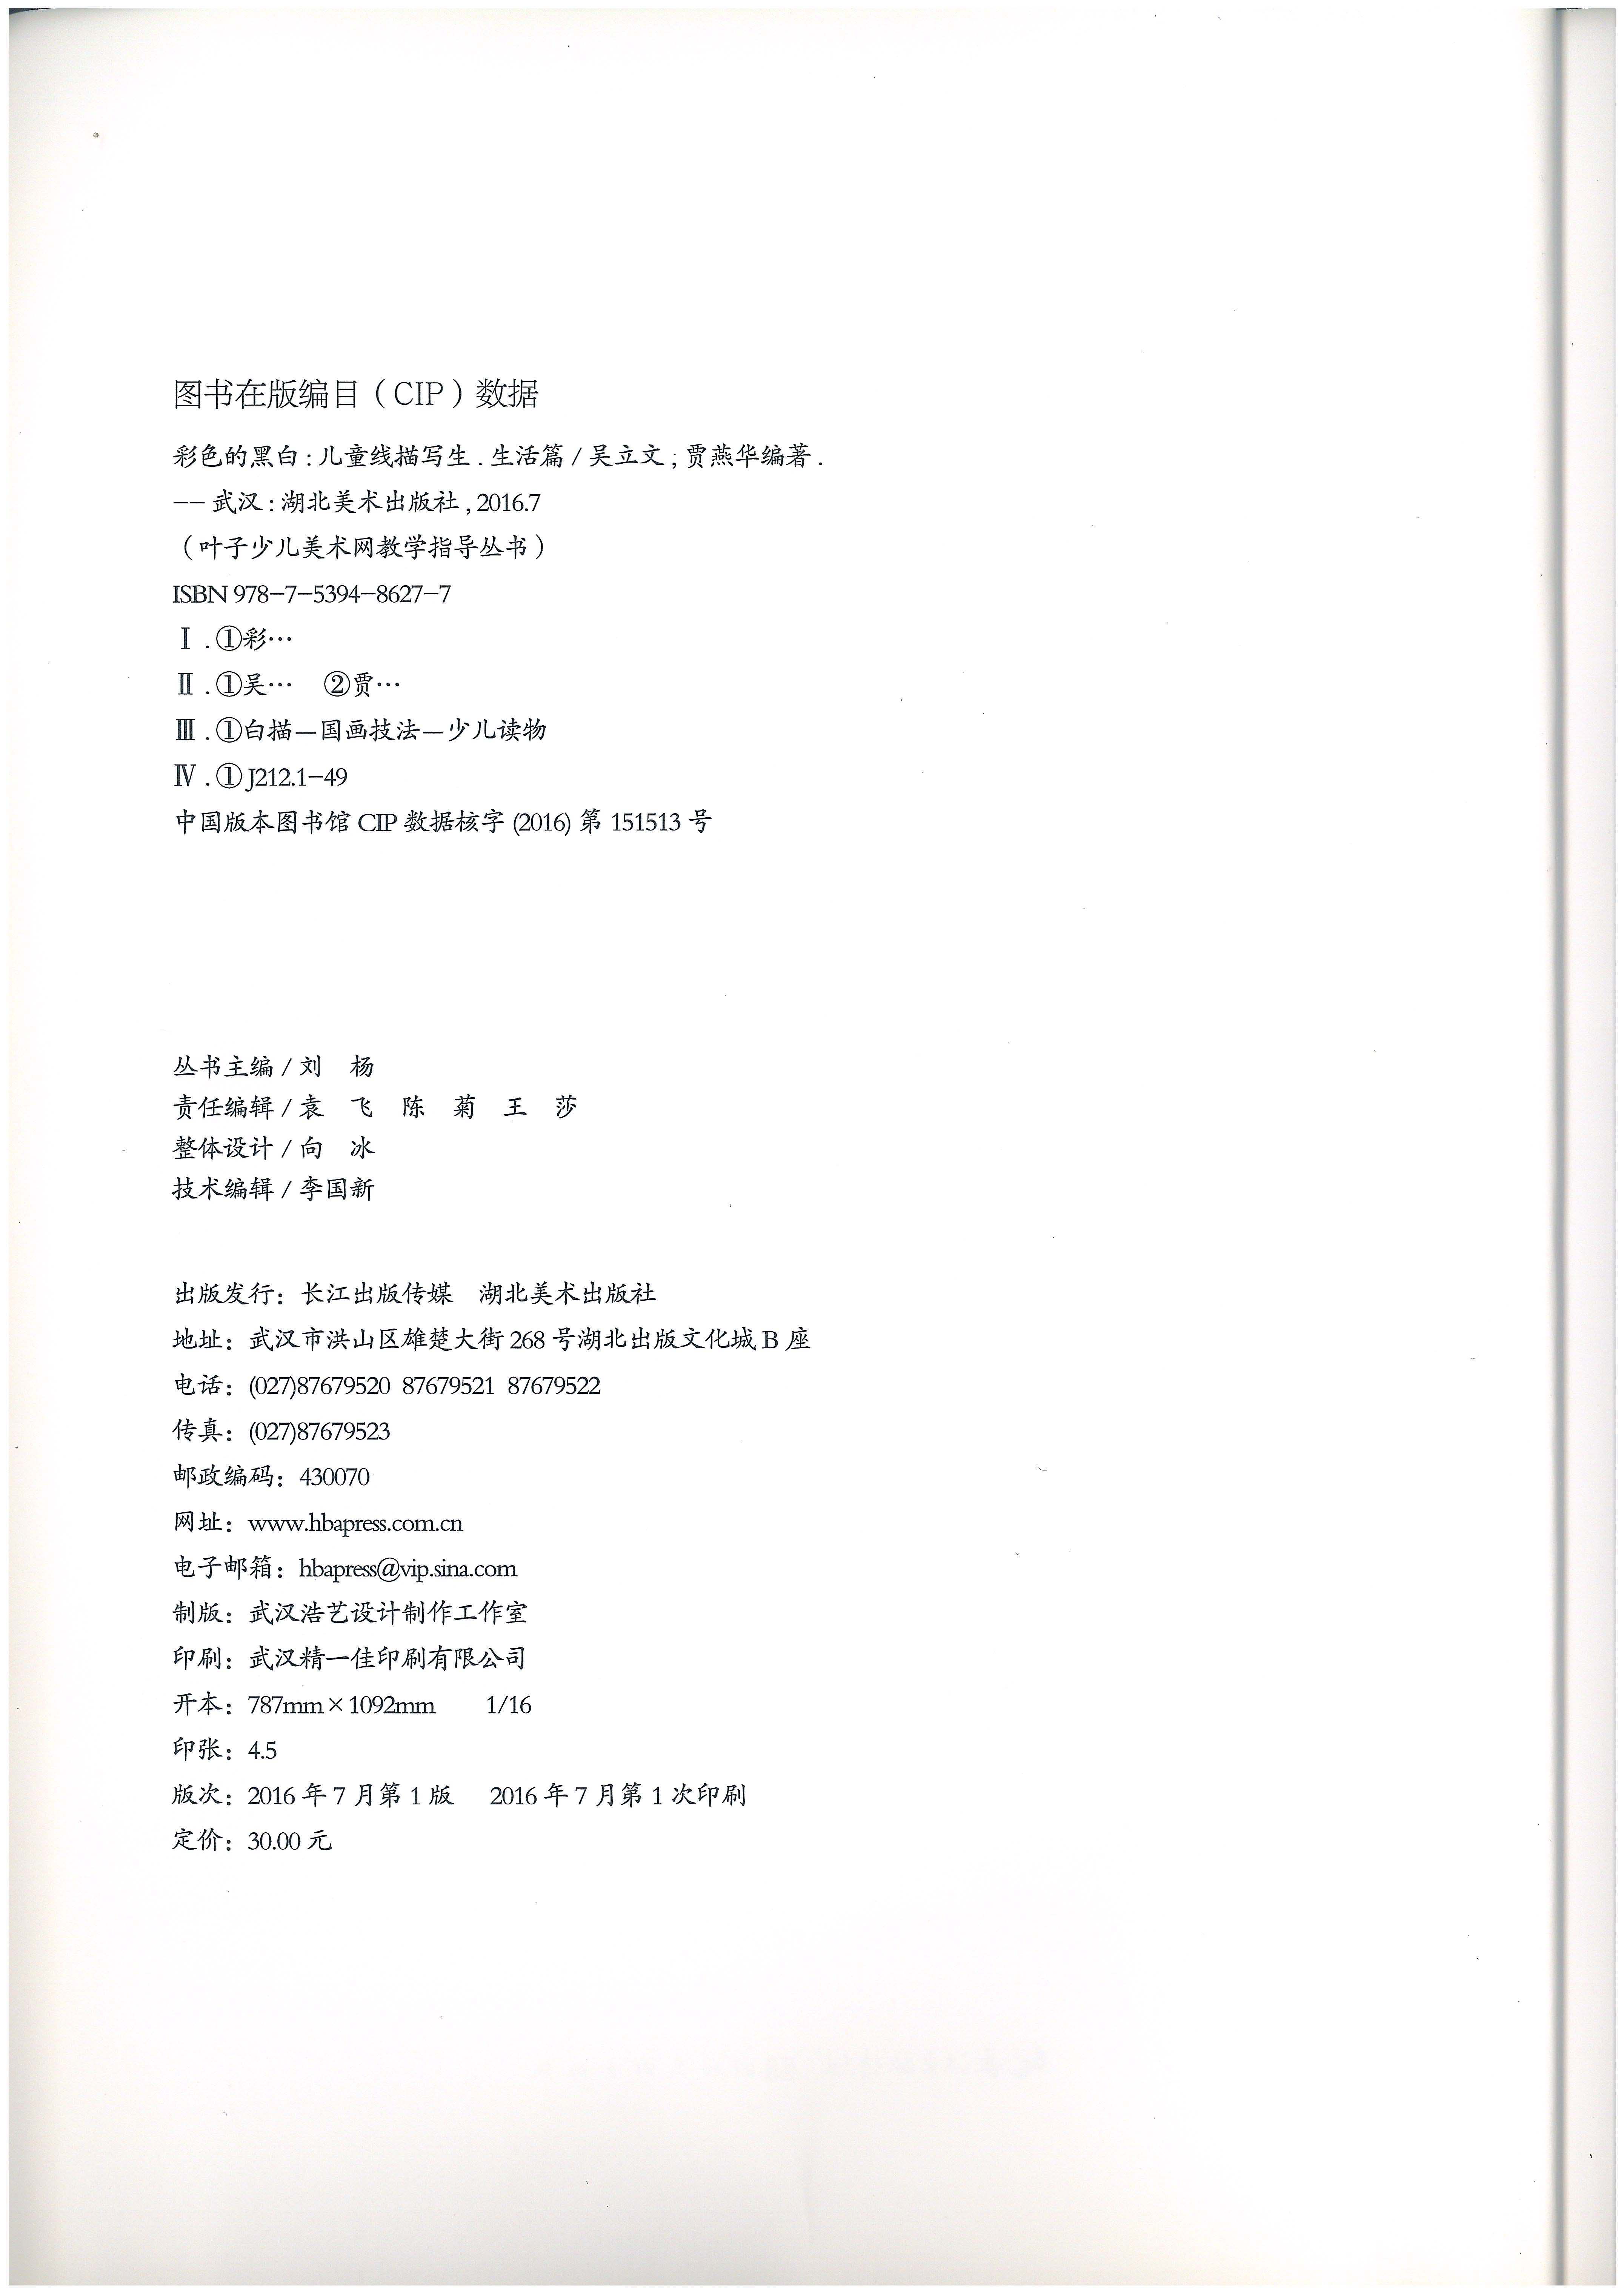 图书在版编目（CIP）数据
彩色的黑白：儿童线描写生．生活篇 / 吴立文，贾燕华编著．
—— 武汉：湖北美术出版社，2016.7
（叶子少儿美术网教学指导丛书）
ISBN 978-7-5394-8627-7
Ⅰ．①彩…
Ⅱ．①吴… ②贾…
Ⅲ．①白描—国画技法—少儿读物
Ⅳ．① J212.1-49
中国版本图书馆 CIP 数据核字 (2016) 第 151513 号
丛书主编 / 刘　杨
责任编辑 / 袁　飞　陈　菊　王　莎
整体设计 / 向　冰
技术编辑 / 李国新
出版发行：长江出版传媒　湖北美术出版社
地址：武汉市洪山区雄楚大街 268 号湖北出版文化城 B 座
电话：(027)87679520 87679521 87679522
传真：(027)87679523
邮政编码：430070
网址：www.hbapress.com.cn
电子邮箱：hbapress@vip.sina.com
制版：武汉浩艺设计制作工作室
印刷：武汉精一佳印刷有限公司
开本：787mm×1092mm　1/16
印张：4.5
版次：2016 年 7 月第 1 版　2016 年 7 月第 1 次印刷
定价：30.00 元